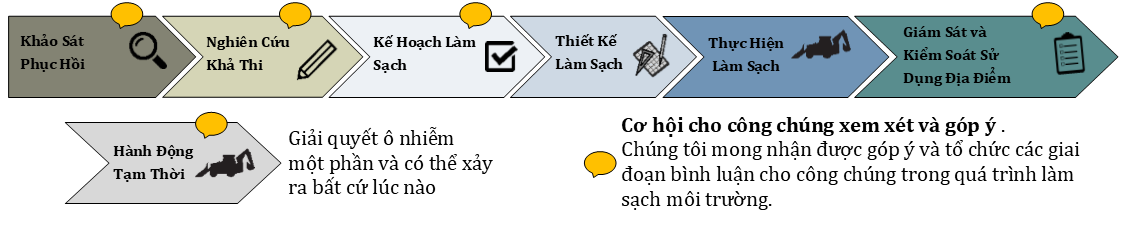 Khảo Sát
Phục Hồi
Nghiên Cứu
Khả Thi
Kế Hoạch Làm
Sạch
Thiết Kế
Làm Sạch
Thực Hiện
Làm Sạch
Giám Sát và
Kiểm Soát Sử
Dụng Địa Điểm
Hành Động
Tạm Thời
Giải quyết ô nhiễm
một phần và có thể xảy
ra bất cứ lúc nào
Cơ hội cho công chúng xem xét và góp ý .
Chúng tôi mong nhận được góp ý và tổ chức các giai
đoạn bình luận cho công chúng trong quá trình làm
sạch môi trường.